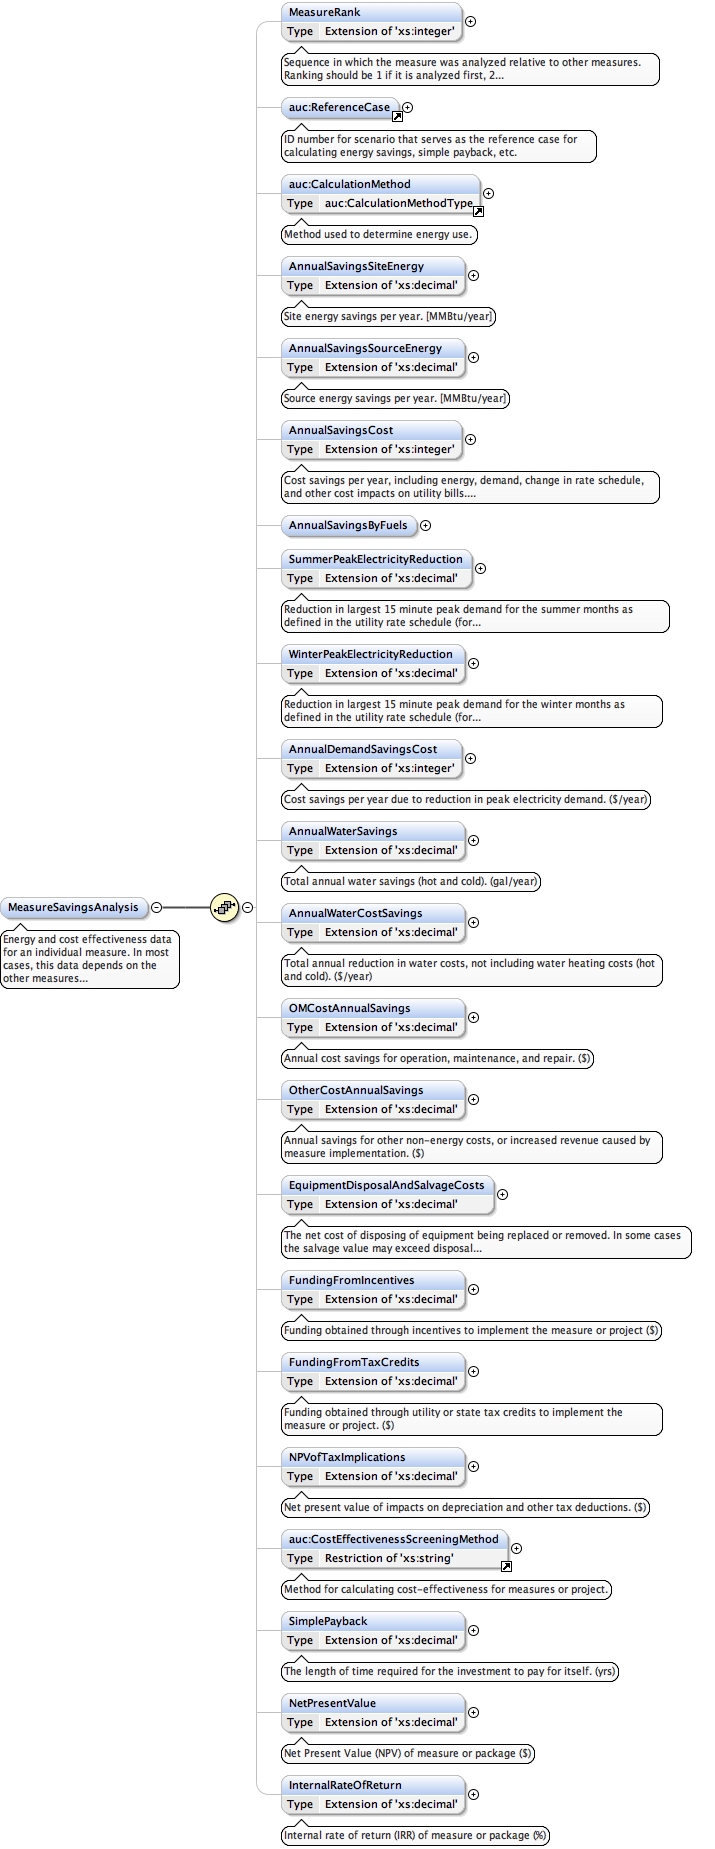 MeasureRank
Type Extension of 'xs:integer'
Sequence in which the measure was analyzed relative to other measures.
Ranking should be 1 if it is analyzed first, 2...
auc:ReferenceCase
ID number for scenario that serves as the reference case for
calculating energy savings, simple payback, etc.
auc:CalculationMethod
Type auc:CalculationMethodType
Method used to determine energy use.
AnnualSavingsSiteEnergy
Type Extension of 'xs:decimal'
Site energy savings per year. [MMBtu/year]
AnnualSavingsSourceEnergy
Type Extension of 'xs:decimal'
Source energy savings per year. [MMBtu/year]
AnnualSavingsCost
Type Extension of 'xs:integer'
Cost savings per year, including energy, demand, change in rate schedule,
and other cost impacts on utility bills....
AnnualSavingsByFuels
SummerPeakElectricityReduction
Type Extension of 'xs:decimal'
Reduction in largest 15 minute peak demand for the summer months as
defined in the utility rate schedule (for...
WinterPeakElectricityReduction
Type Extension of 'xs:decimal'
Reduction in largest 15 minute peak demand for the winter months as
defined in the utility rate schedule (for...
AnnualDemandSavingsCost
Type Extension of 'xs:integer'
Cost savings per year due to reduction in peak electricity demand. ($/year)
AnnualWaterSavings
Type Extension of 'xs:decimal'
Total annual water savings (hot and cold). (gal/year)
MeasureSavingsAnalysis
Energy and cost effectiveness data
for an individual measure. In most
cases, this data depends on the
other measures...
AnnualWaterCostSavings
Type Extension of 'xs:decimal'
Total annual reduction in water costs, not including water heating costs (hot
and cold). ($/year)
OMCostAnnualSavings
Type Extension of 'xs:decimal'
Annual cost savings for operation, maintenance, and repair. ($)
OtherCostAnnualSavings
Type Extension of 'xs:decimal'
Annual savings for other non-energy costs, or increased revenue caused by
measure implementation. ($)
EquipmentDisposalAndSalvageCosts
Type Extension of 'xs:decimal'
The net cost of disposing of equipment being replaced or removed. In some cases
the salvage value may exceed disposal...
FundingFromIncentives
Type Extension of 'xs:decimal'
Funding obtained through incentives to implement the measure or project ($)
FundingFromTaxCredits
Type Extension of 'xs:decimal'
Funding obtained through utility or state tax credits to implement the
measure or project. ($)
NPVofTaxImplications
Type Extension of 'xs:decimal'
Net present value of impacts on depreciation and other tax deductions. ($)
auc:CostEffectivenessScreeningMethod
Type Restriction of 'xs:string'
Method for calculating cost-effectiveness for measures or project.
SimplePayback
Type Extension of 'xs:decimal'
The length of time required for the investment to pay for itself. (yrs)
NetPresentValue
Type Extension of 'xs:decimal'
Net Present Value (NPV) of measure or package ($)
InternalRateOfReturn
Type Extension of 'xs:decimal'
Internal rate of return (IRR) of measure or package (%)